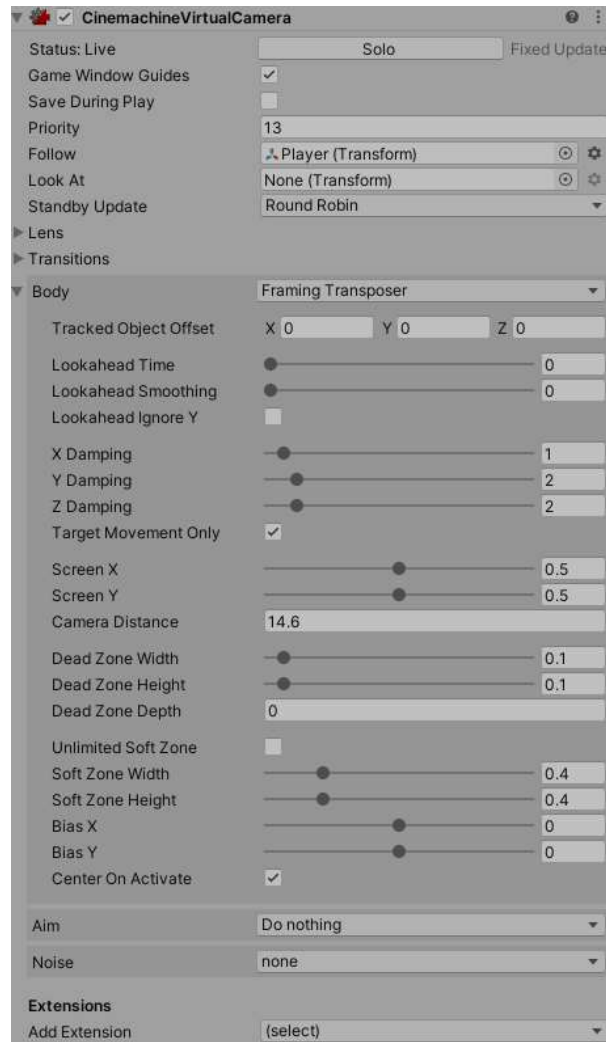 CinemachineVirtualCamera
Status: Live Solo Fixed Update
Game Window Guides
Save During Play
Priority 13
Follow Player (Transform)
Look At None (Transform)
Standby Update Round Robin
Lens
Transitions
Body Framing Transposer
Tracked Object Offset X 0 Y 0 Z 0
Lookahead Time 0
Lookahead Smoothing 0
Lookahead Ignore Y
X Damping 1
Y Damping 2
Z Damping 2
Target Movement Only
Screen X 0.5
Screen Y 0.5
Camera Distance 14.6
Dead Zone Width 0.1
Dead Zone Height 0.1
Dead Zone Depth 0
Unlimited Soft Zone
Soft Zone Width 0.4
Soft Zone Height 0.4
Bias X 0
Bias Y 0
Center On Activate
Aim Do nothing
Noise none
Extensions
Add Extension (select)